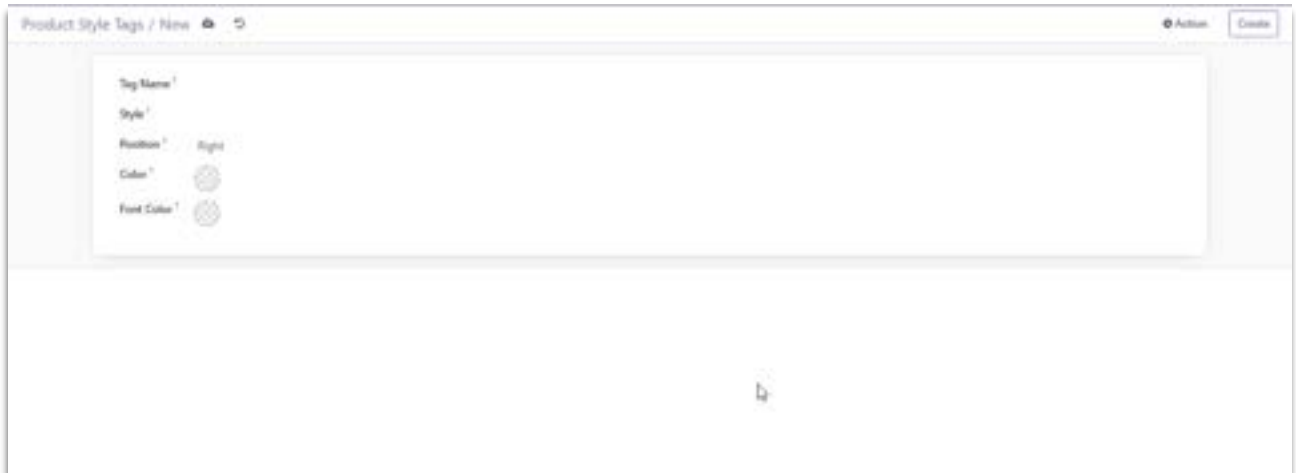 Product Style Tags / New
Action
Create
Tag Name ?
Style ?
Position ? Right
Color ?
Font Color ?